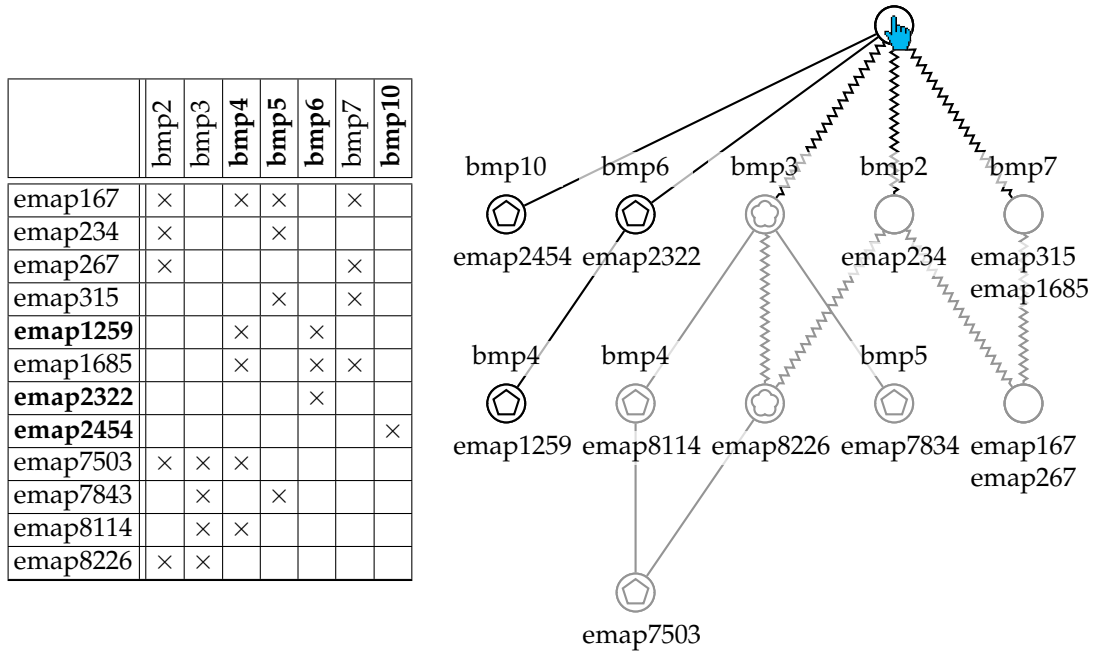 bmp2 bmp3 bmp4 bmp5 bmp6 bmp7 bmp10
emap167 × × × ×
emap234 × ×
emap267 × ×
emap315 × ×
emap1259 × ×
emap1685 × × ×
emap2322 ×
emap2454 ×
emap7503 × × ×
emap7843 × ×
emap8114 × ×
emap8226 × ×
bmp10 bmp6 bmp3 bmp2 bmp7
emap2454 emap2322 emap234 emap315
emap1685
bmp4 bmp4 bmp5
emap1259 emap8114 emap8226 emap7834 emap167
emap267
emap7503